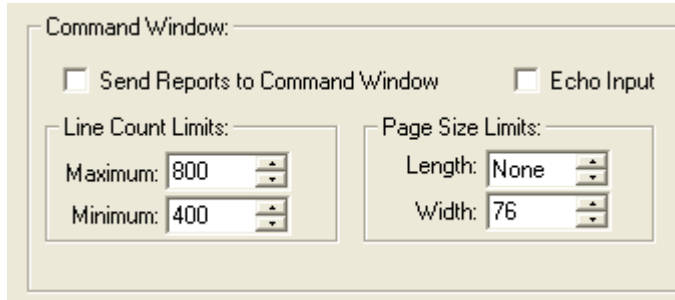 Command Window:
Send Reports to Command Window
Echo Input
Line Count Limits:
Maximum: 800
Minimum: 400
Page Size Limits:
Length: None
Width: 76